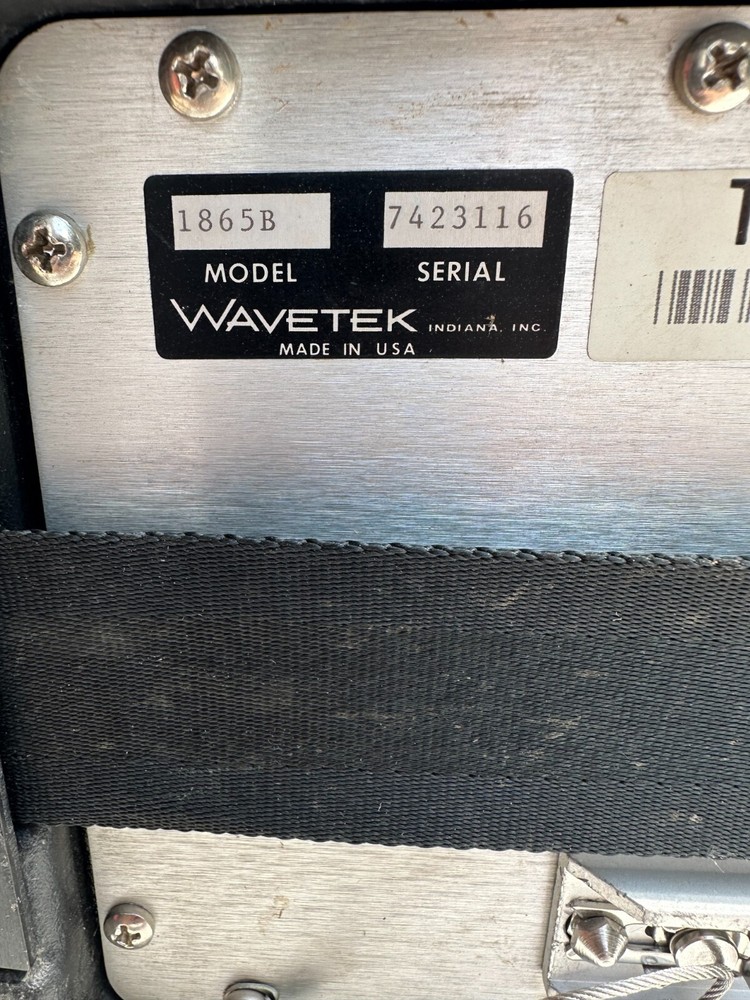 1865B 7423116
MODEL SERIAL
WAVETEK INDIANA, INC.
MADE IN USA
T